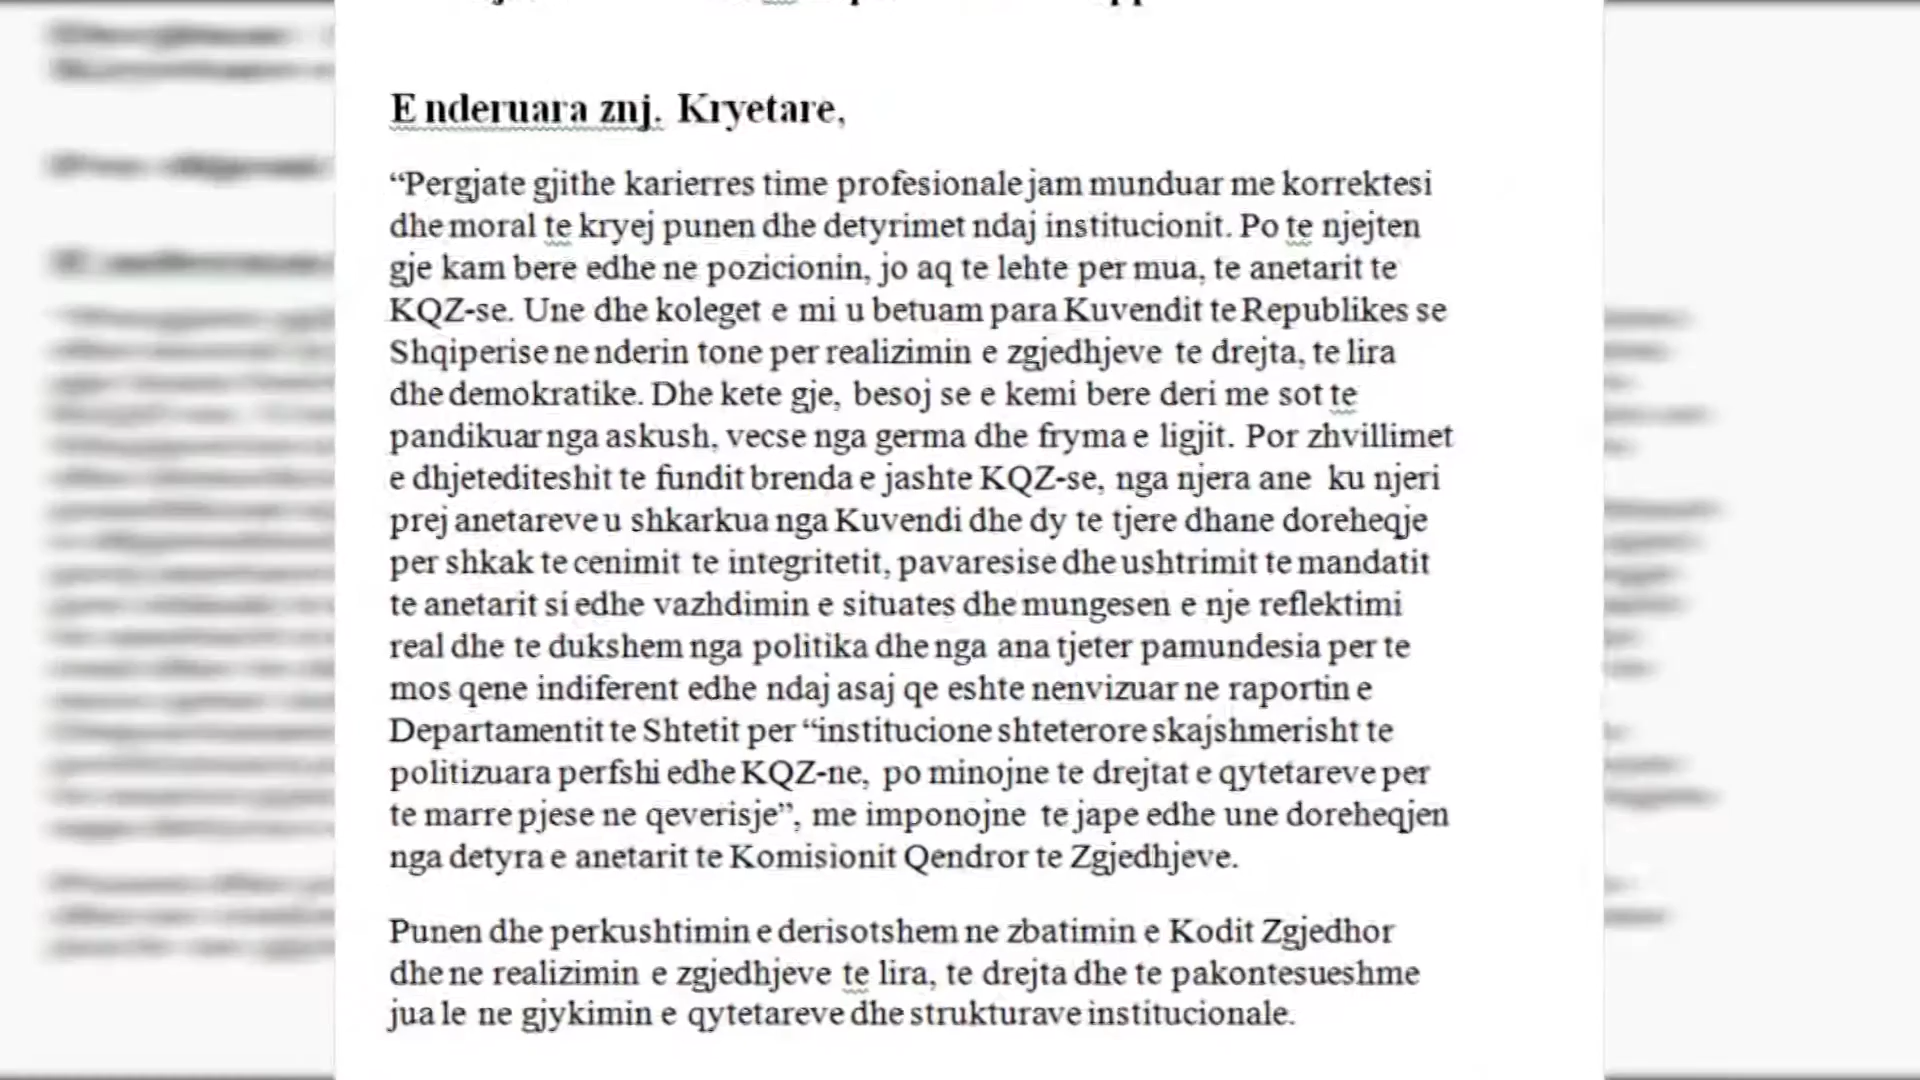 E nderuara znj. Kryetare,
“Pergjate gjithe karierres time profesionale jam munduar me korrektesi
dhe moral te kryej punen dhe detyrimet ndaj institucionit. Po te njejten
gje kam bere edhe ne pozicionin, jo aq te lehte per mua, te anetarit te
KQZ-se. Une dhe koleget e mi u betuam para Kuvendit te Republikes se
Shqiperise ne nderin tone per realizimin e zgjedhjeve te drejta, te lira
dhe demokratike. Dhe kete gje, besoj se e kemi bere deri me sot te
pandikuar nga askush, vecse nga germa dhe fryma e ligjit. Por zhvillimet
e dhjetediteshit te fundit brenda e jashte KQZ-se, nga njera ane ku njeri
prej anetareve u shkarkua nga Kuvendi dhe dy te tjere dhane doreheqje
per shkak te cenimit te integritetit, pavaresise dhe ushtrimit te mandatit
te anetarit si edhe vazhdimin e situates dhe mungesen e nje reflektimi
real dhe te dukshem nga politika dhe nga ana tjeter pamundesia per te
mos qene indiferent edhe ndaj asaj qe eshte nenvizuar ne raportin e
Departamentit te Shtetit per “institucione shteterore skajshmerisht te
politizuara perfshi edhe KQZ-ne, po minojne te drejtat e qytetareve per
te marre pjese ne qeverisje”, me imponojne te jape edhe une doreheqjen
nga detyra e anetarit te Komisionit Qendror te Zgjedhjeve.
Punen dhe perkushtimin e derisotshem ne zbatimin e Kodit Zgjedhor
dhe ne realizimin e zgjedhjeve te lira, te drejta dhe te pakontesueshme
jua le ne gjykimin e qytetareve dhe strukturave institucionale.